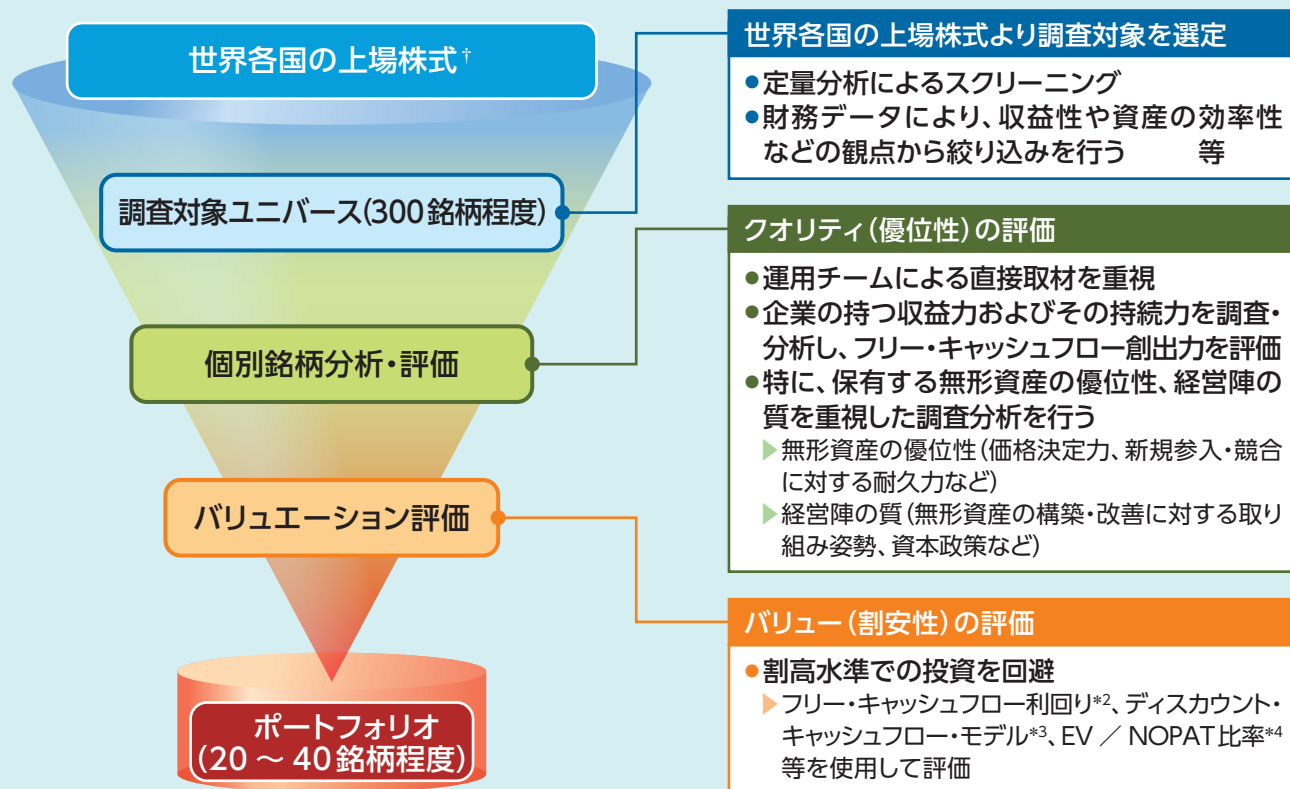 世界各国の上場株式†
調査対象ユニバース(300銘柄程度)
個別銘柄分析・評価
バリュエーション評価
ポートフォリオ
(20 ～ 40銘柄程度)
世界各国の上場株式より調査対象を選定
●定量分析によるスクリーニング
●財務データにより、収益性や資産の効率性
などの観点から絞り込みを行う 等
クオリティ(優位性)の評価
●運用チームによる直接取材を重視
●企業の持つ収益力およびその持続力を調査・
分析し、フリー・キャッシュフロー創出力を評価
●特に、保有する無形資産の優位性、経営陣の
質を重視した調査分析を行う
▶無形資産の優位性(価格決定力、新規参入・競合
に対する耐久力など)
▶経営陣の質(無形資産の構築・改善に対する取り
組み姿勢、資本政策など)
バリュー(割安性)の評価
●割高水準での投資を回避
▶フリー・キャッシュフロー利回り*2、ディスカウント・
キャッシュフロー・モデル*3、EV ／ NOPAT比率*4
等を使用して評価